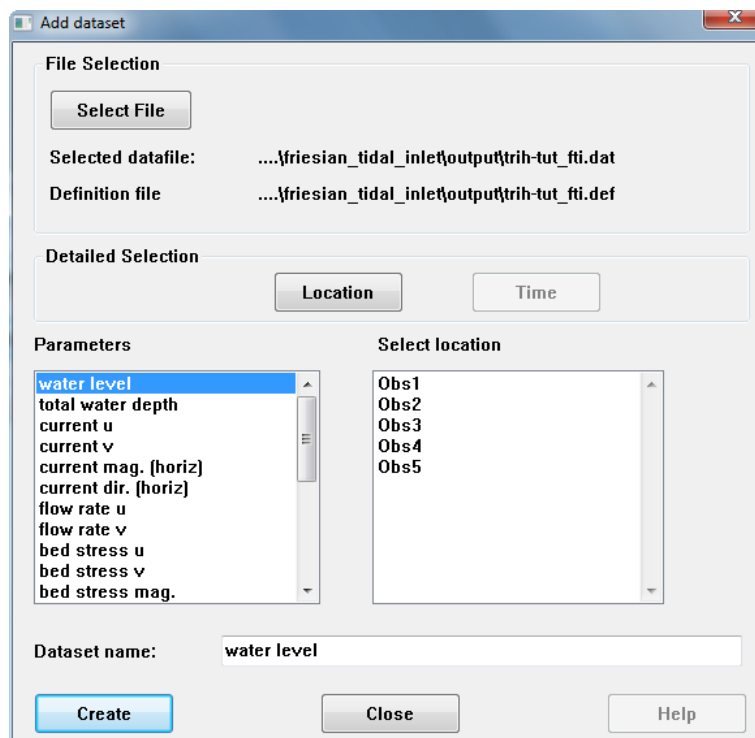 Add dataset
File Selection
Select File
Selected datafile: ....\friesian_tidal_inlet\output\trih-tut_fti.dat
Definition file ....\friesian_tidal_inlet\output\trih-tut_fti.def
Detailed Selection
Location Time
Parameters Select location
water level Obs1
total water depth Obs2
current u Obs3
current v Obs4
current mag. (horiz) Obs5
current dir. (horiz)
flow rate u
flow rate v
bed stress u
bed stress v
bed stress mag.
Dataset name: water level
Create Close Help